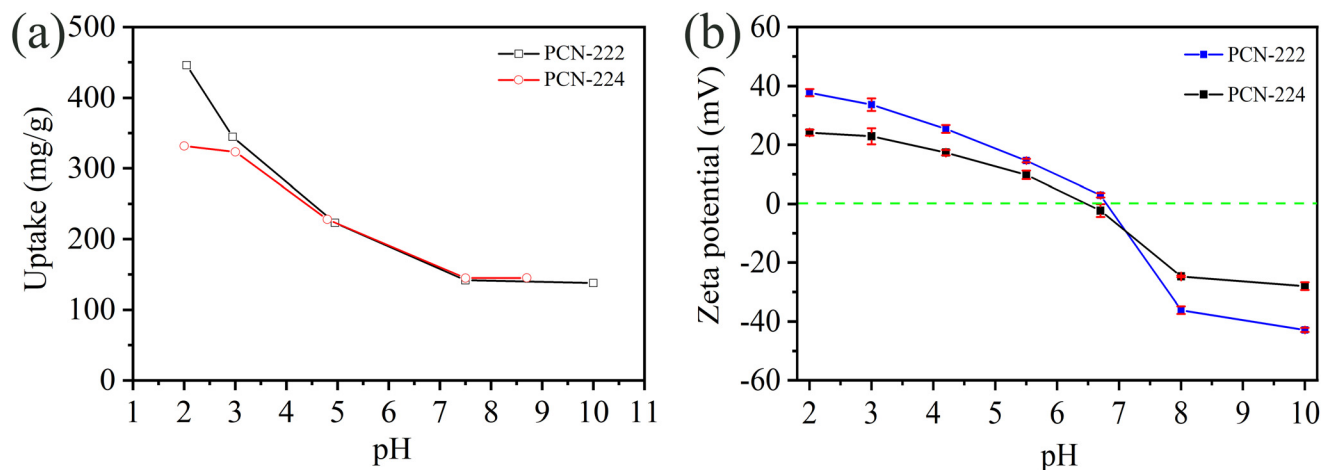 (a)
500
400
300
200
100
0
Uptake (mg/g)
PCN-222
PCN-224
1 2 3 4 5 6 7 8 9 10 11
pH
(b)
60
40
20
0
-20
-40
-60
Zeta potential (mV)
PCN-222
PCN-224
2 3 4 5 6 7 8 10
pH